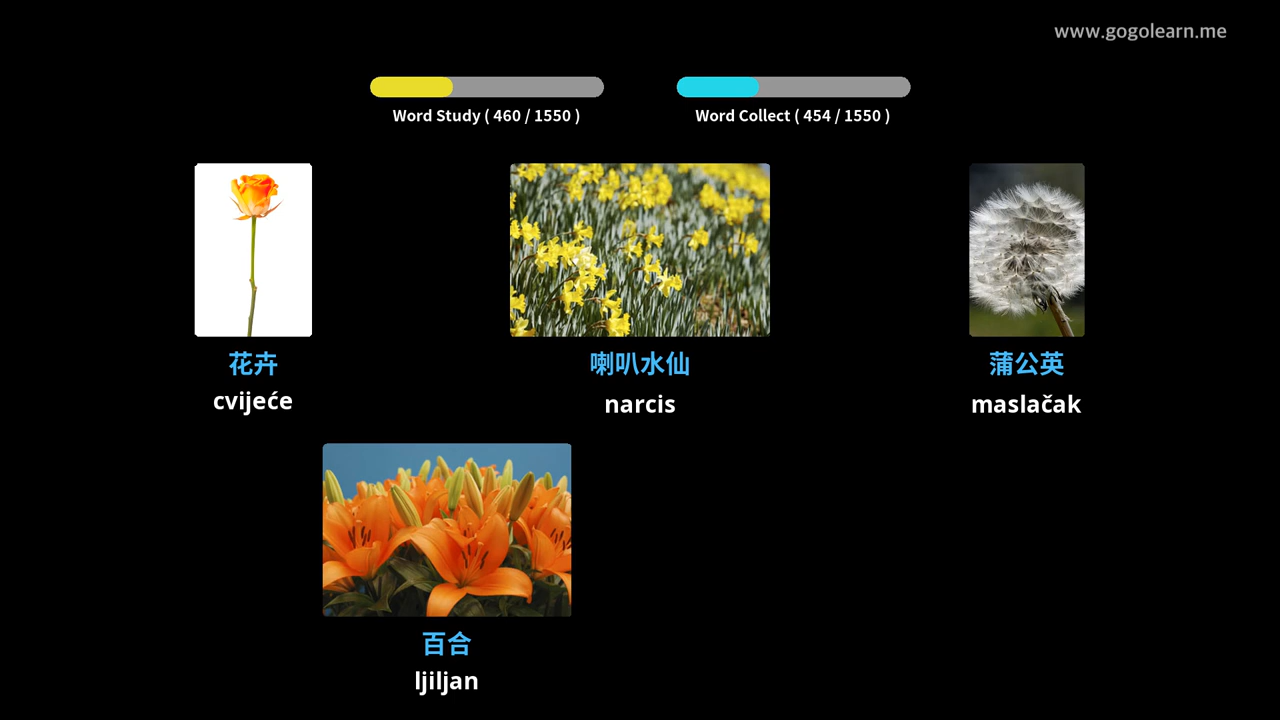 www.gogolearn.me
Word Study ( 460 / 1550 )
Word Collect ( 454 / 1550 )
花卉
cvijeće
喇叭水仙
narcis
蒲公英
maslačak
百合
ljiljan